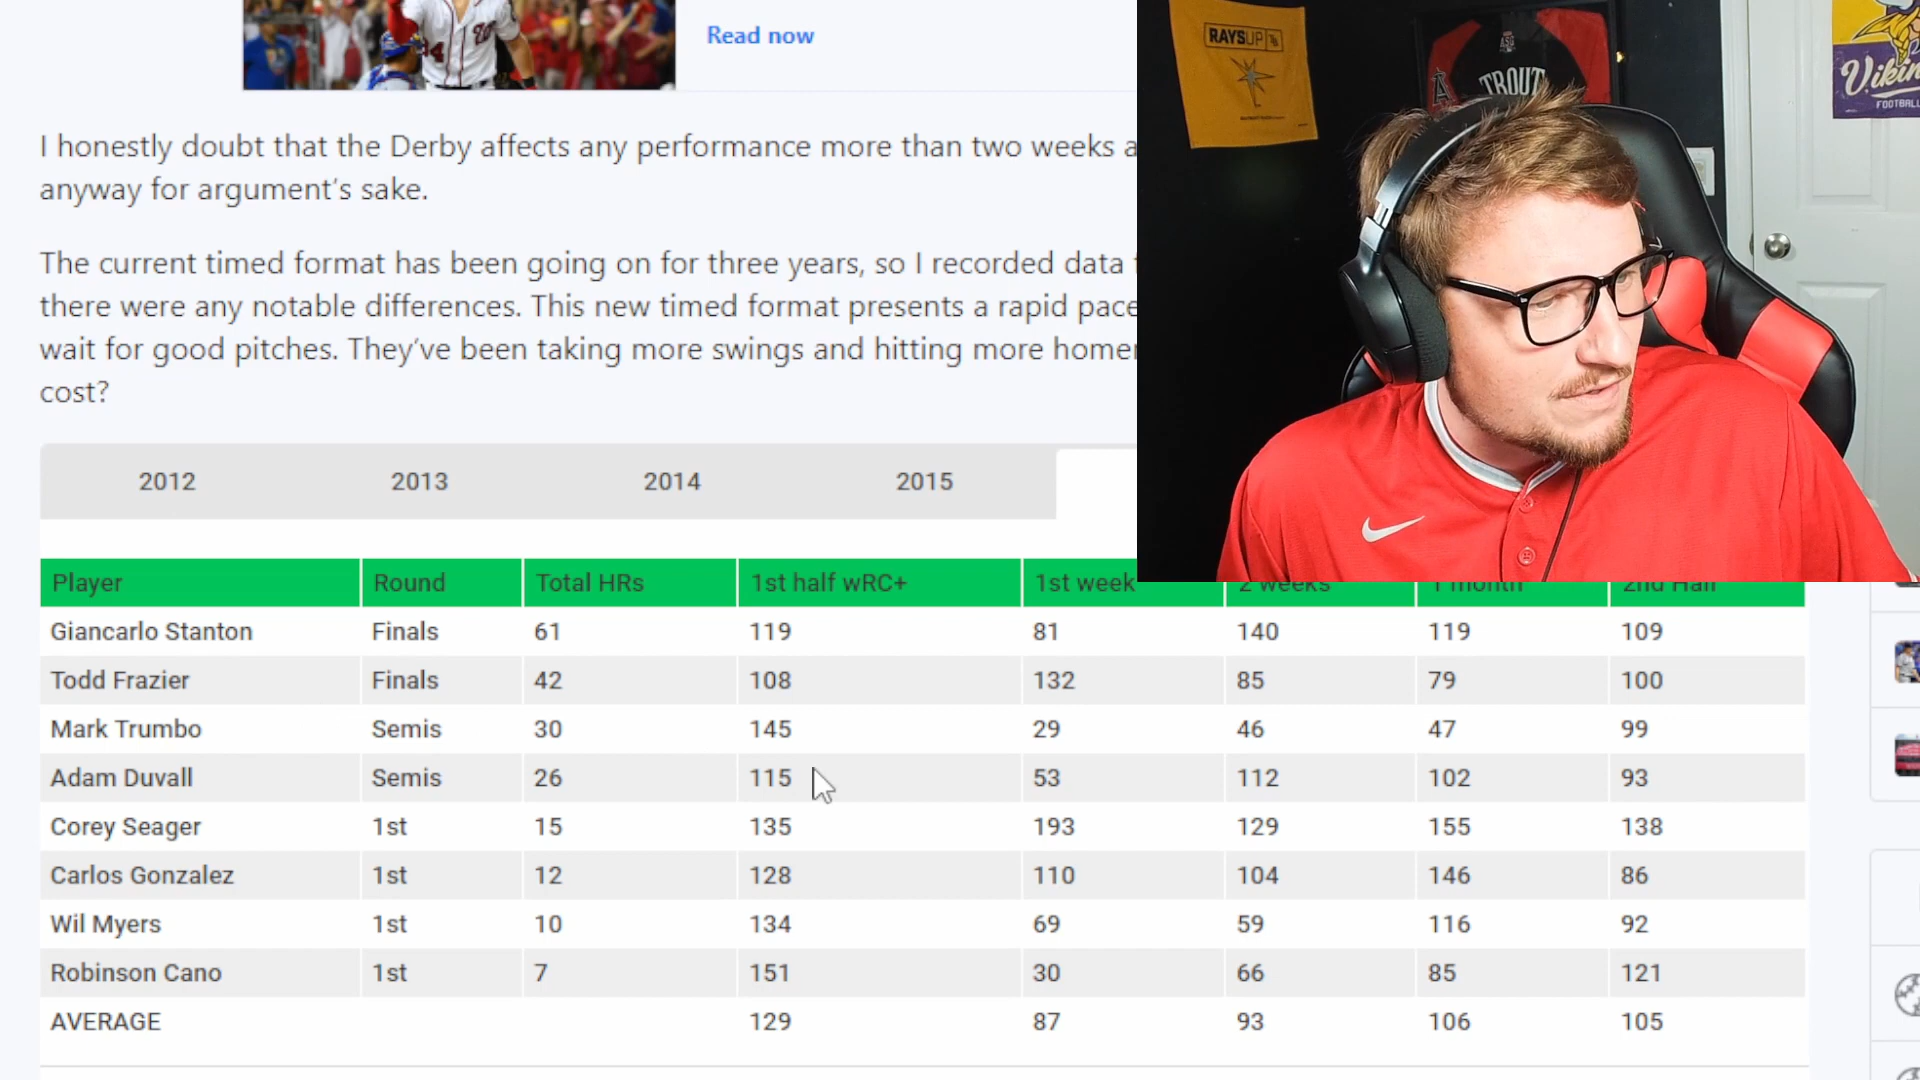 Read now
I honestly doubt that the Derby affects any performance more than two weeks a
anyway for argument's sake.
The current timed format has been going on for three years, so I recorded data
there were any notable differences. This new timed format presents a rapid pace
wait for good pitches. They've been taking more swings and hitting more homer
cost?
2012 2013 2014 2015
Player Round Total HRs 1st half wRC+ 1st week 2 weeks 1 month 2nd Half
Giancarlo Stanton Finals 61 119 81 140 119 109
Todd Frazier Finals 42 108 132 85 79 100
Mark Trumbo Semis 30 145 29 46 47 99
Adam Duvall Semis 26 115 53 112 102 93
Corey Seager 1st 15 135 193 129 155 138
Carlos Gonzalez 1st 12 128 110 104 146 86
Wil Myers 1st 10 134 69 59 116 92
Robinson Cano 1st 7 151 30 66 85 121
AVERAGE 129 87 93 106 105
RAYS UP
TROUT
Vikin
FOOTBALL